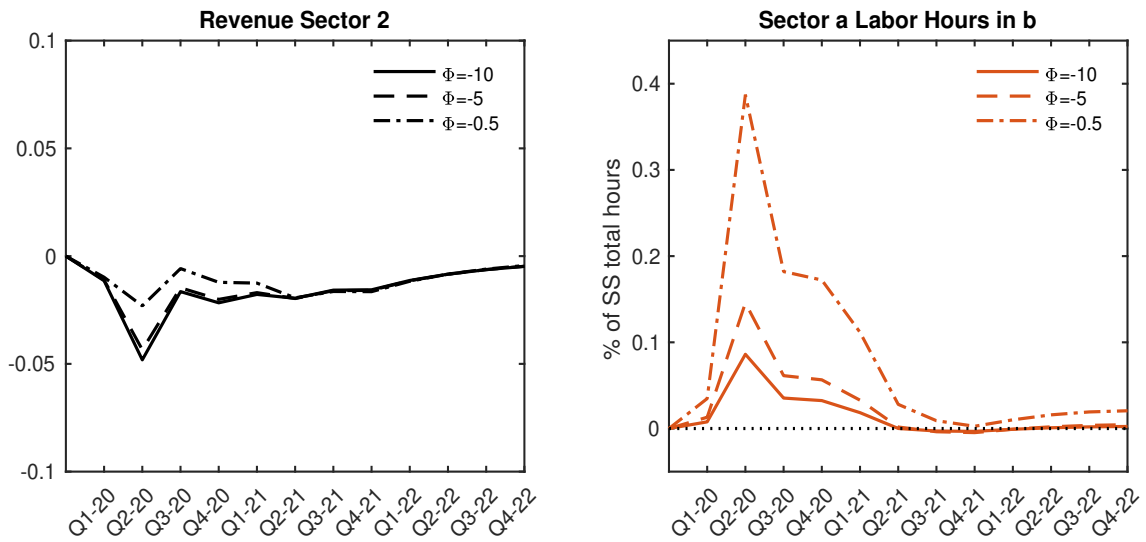 Revenue Sector 2
0.1
0.05
0
-0.05
-0.1
Φ=-10
Φ=-5
Φ=-0.5
Q1-20
Q2-20
Q3-20
Q4-20
Q1-21
Q2-21
Q3-21
Q4-21
Q1-22
Q2-22
Q3-22
Q4-22
Sector a Labor Hours in b
% of SS total hours
0.4
0.3
0.2
0.1
0
Φ=-10
Φ=-5
Φ=-0.5
Q1-20
Q2-20
Q3-20
Q4-20
Q1-21
Q2-21
Q3-21
Q4-21
Q1-22
Q2-22
Q3-22
Q4-22